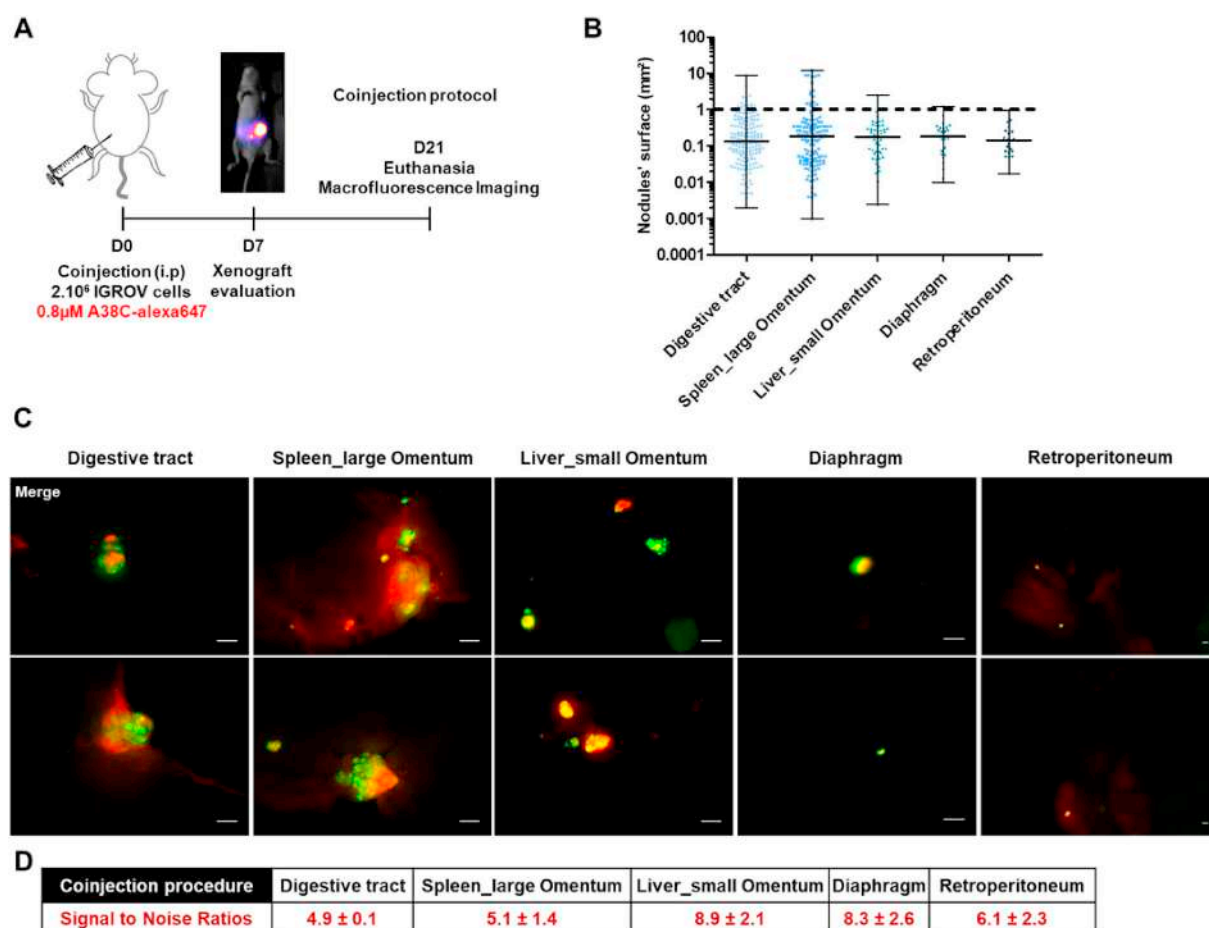 A
Coinjection protocol
D21
Euthanasia
Macrofluorescence Imaging
D0
D7
Coinjection (i.p)
2.10⁶ IGROV cells
0.8µM A38C-alexa647
Xenograft
evaluation
B
Nodules' surface (mm²)
100
10
1
0.1
0.01
0.001
0.0001
Digestive tract
Spleen_large Omentum
Liver_small Omentum
Diaphragm
Retroperitoneum
C
Digestive tract
Spleen_large Omentum
Liver_small Omentum
Diaphragm
Retroperitoneum
Merge
D
Coinjection procedure Digestive tract Spleen_large Omentum Liver_small Omentum Diaphragm Retroperitoneum
Signal to Noise Ratios 4.9 ± 0.1 5.1 ± 1.4 8.9 ± 2.1 8.3 ± 2.6 6.1 ± 2.3